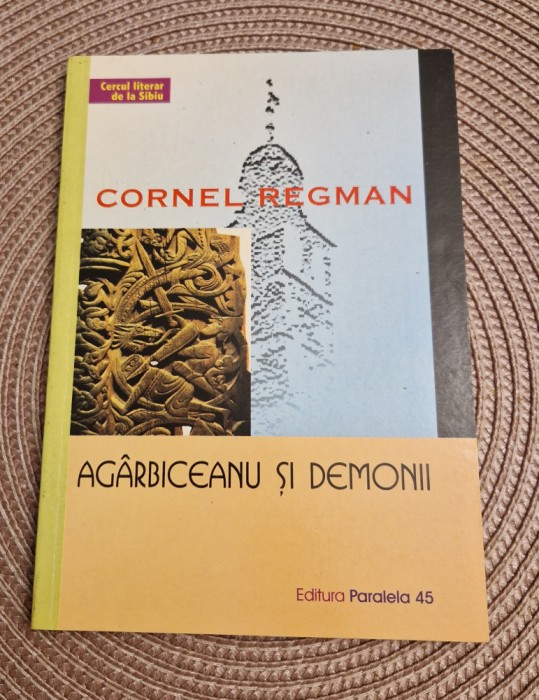 Cercul literar
de la Sibiu
CORNEL REGMAN
AGÂRBICEANU ȘI DEMONII
Editura Paralela 45